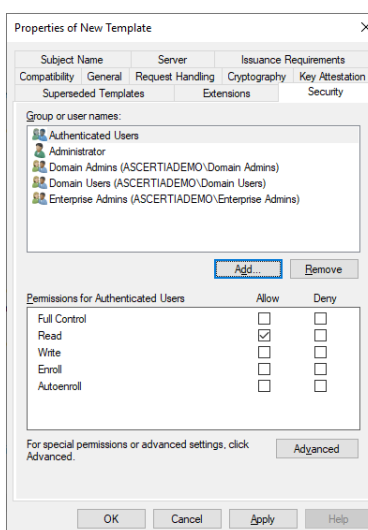 Properties of New Template
Subject Name Server Issuance Requirements
Compatibility General Request Handling Cryptography Key Attestation
Superseded Templates Extensions Security
Group or user names:
Authenticated Users
Administrator
Domain Admins (ASCERTIADEMO\Domain Admins)
Domain Users (ASCERTIADEMO\Domain Users)
Enterprise Admins (ASCERTIADEMO\Enterprise Admins)
Add... Remove
Permissions for Authenticated Users Allow Deny
Full Control
Read
Write
Enroll
Autoenroll
For special permissions or advanced settings, click
Advanced.
Advanced
OK Cancel Apply Help